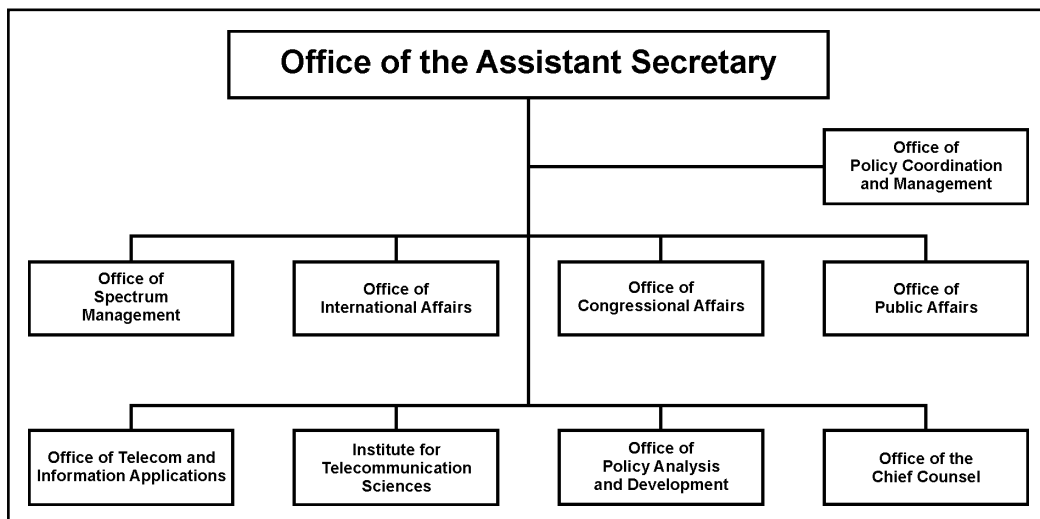 Office of the Assistant Secretary
Office of
Policy Coordination
and Management
Office of
Spectrum
Management
Office of
International Affairs
Office of
Congressional Affairs
Office of
Public Affairs
Office of Telecom and
Information Applications
Institute for
Telecommunication
Sciences
Office of
Policy Analysis
and Development
Office of the
Chief Counsel